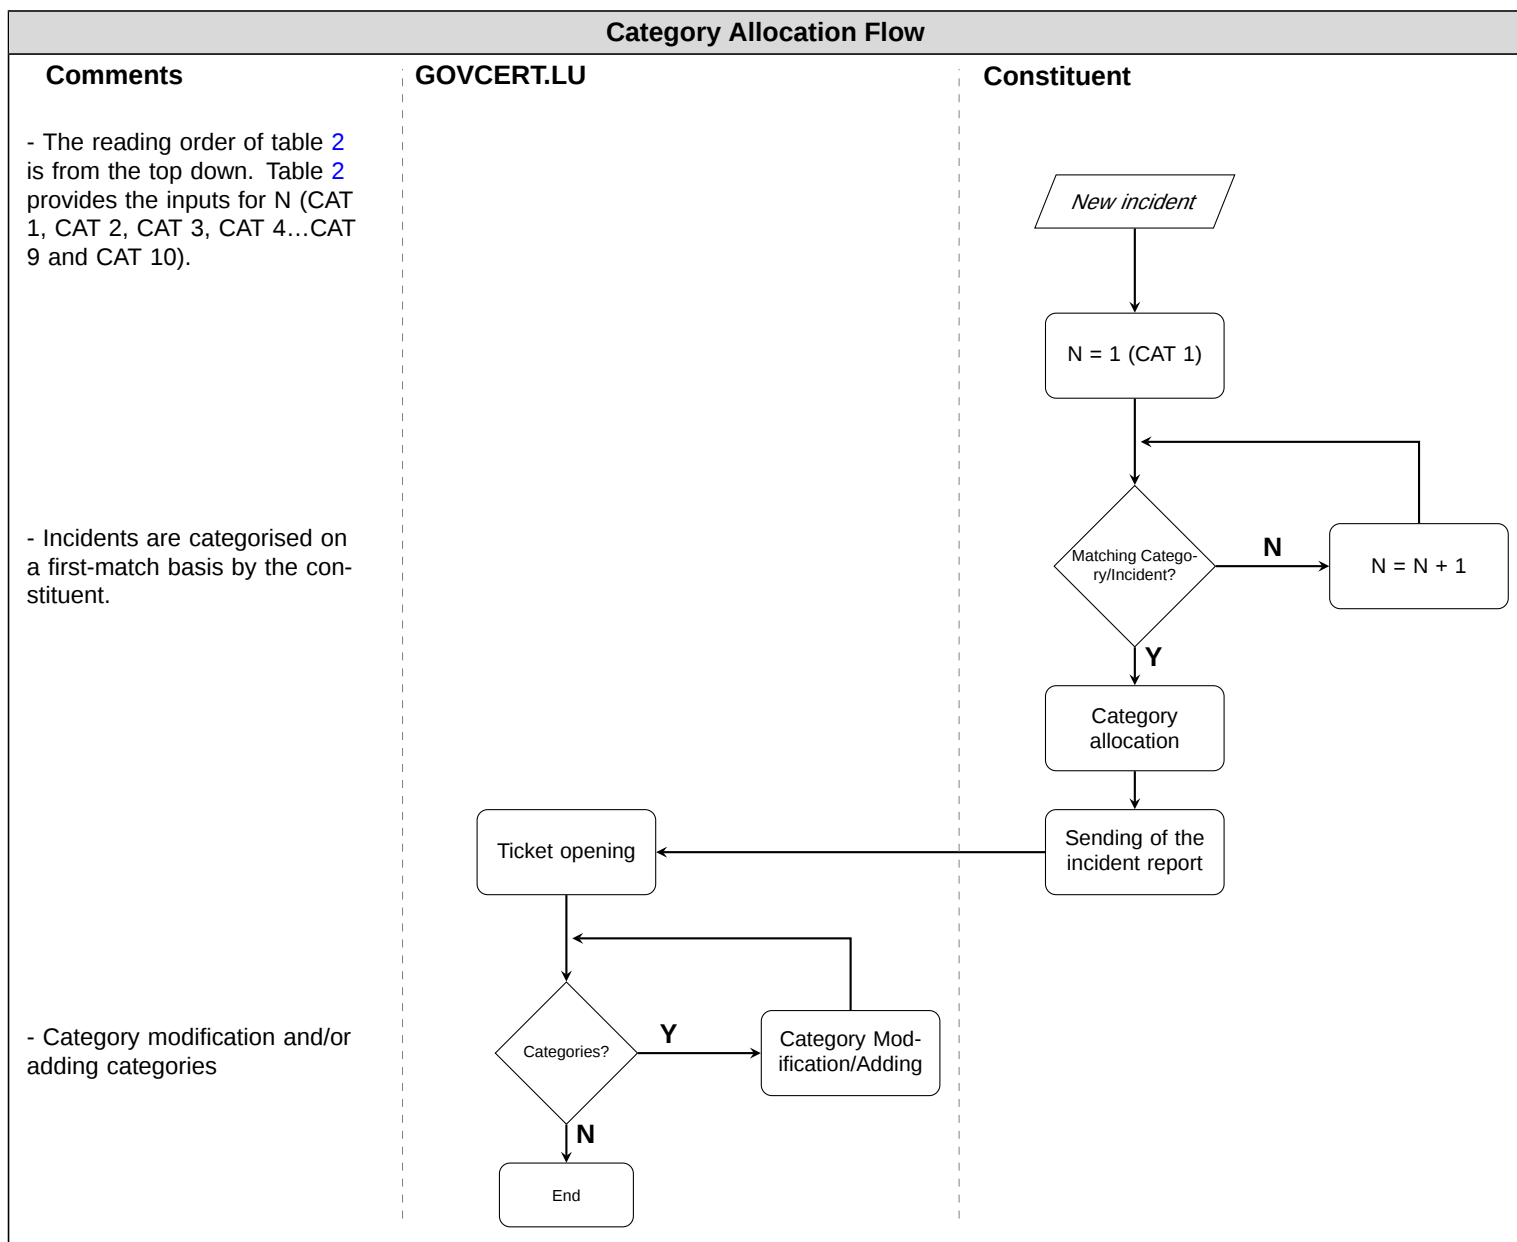 Category Allocation Flow
Comments
GOVCERT.LU
Constituent
- The reading order of table 2
is from the top down. Table 2
provides the inputs for N (CAT
1, CAT 2, CAT 3, CAT 4...CAT
9 and CAT 10).
New incident
N = 1 (CAT 1)
- Incidents are categorised on
a first-match basis by the con-
stituent.
Matching Catego-
ry/Incident?
N
N = N + 1
Y
Category
allocation
Sending of the
incident report
Ticket opening
- Category modification and/or
adding categories
Categories?
Y
Category Mod-
ification/Adding
N
End